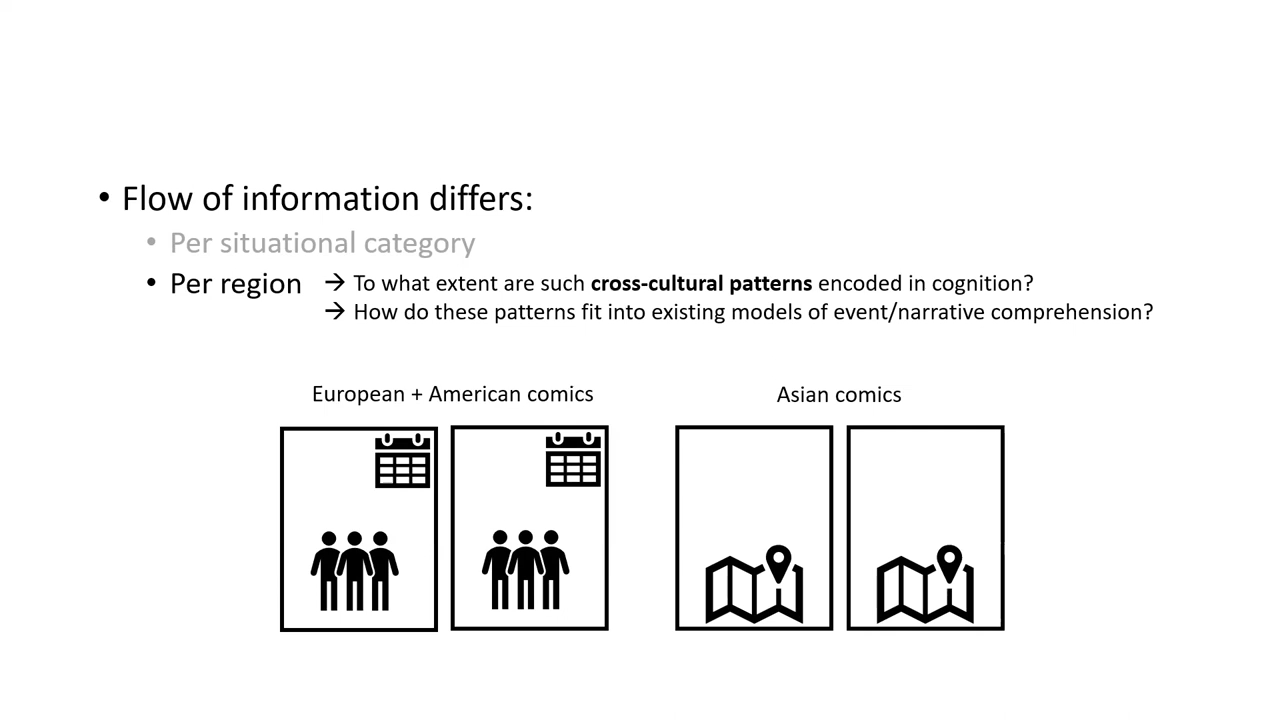 • Flow of information differs:
• Per situational category
• Per region → To what extent are such cross-cultural patterns encoded in cognition?
→ How do these patterns fit into existing models of event/narrative comprehension?
European + American comics
Asian comics